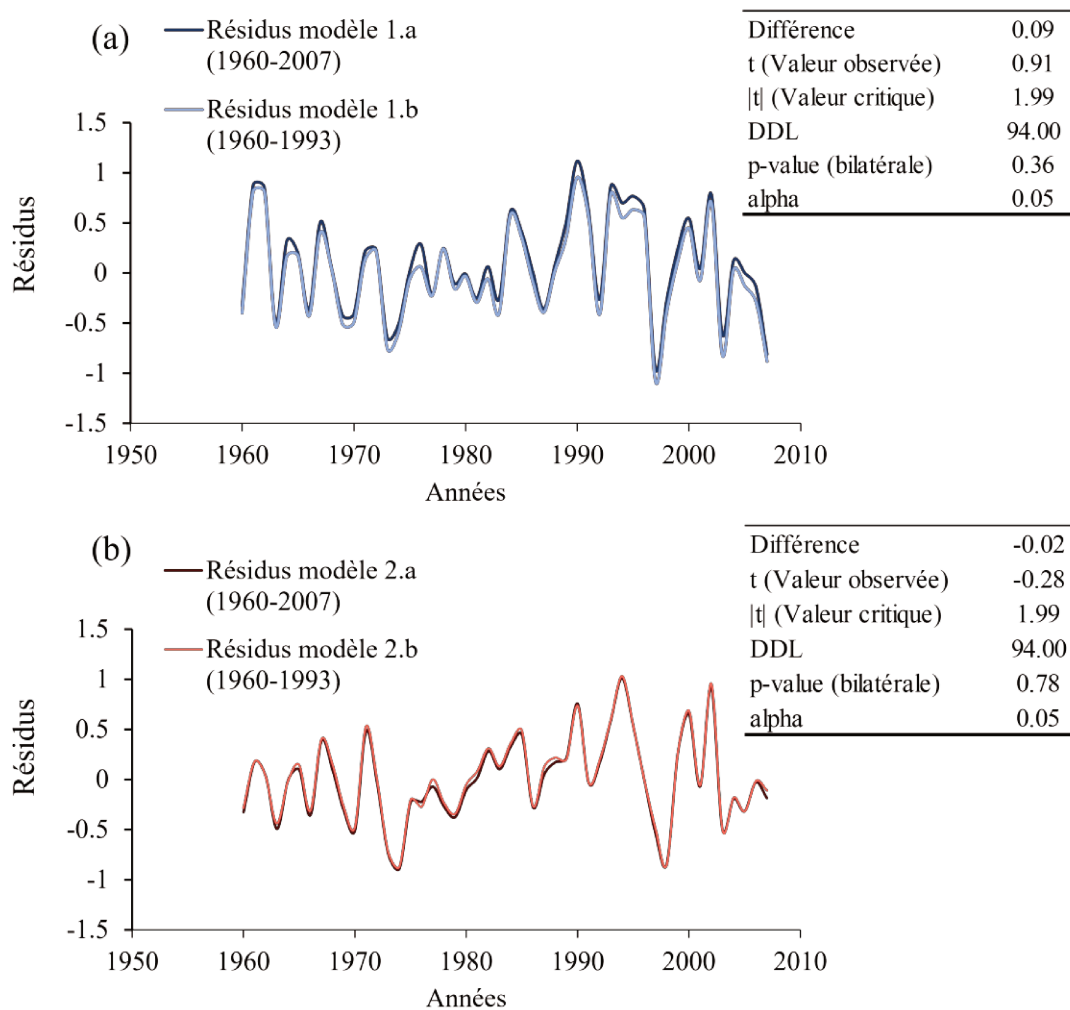 (a)
Résidus modèle 1.a
(1960-2007)
Résidus modèle 1.b
(1960-1993)
Différence 0.09
t (Valeur observée) 0.91
|t| (Valeur critique) 1.99
DDL 94.00
p-value (bilatérale) 0.36
alpha 0.05
Résidus
1.5
1
0.5
0
-0.5
-1
-1.5
1950 1960 1970 1980 1990 2000 2010
Années
(b)
Résidus modèle 2.a
(1960-2007)
Résidus modèle 2.b
(1960-1993)
Différence -0.02
t (Valeur observée) -0.28
|t| (Valeur critique) 1.99
DDL 94.00
p-value (bilatérale) 0.78
alpha 0.05
Résidus
1.5
1
0.5
0
-0.5
-1
-1.5
1950 1960 1970 1980 1990 2000 2010
Années